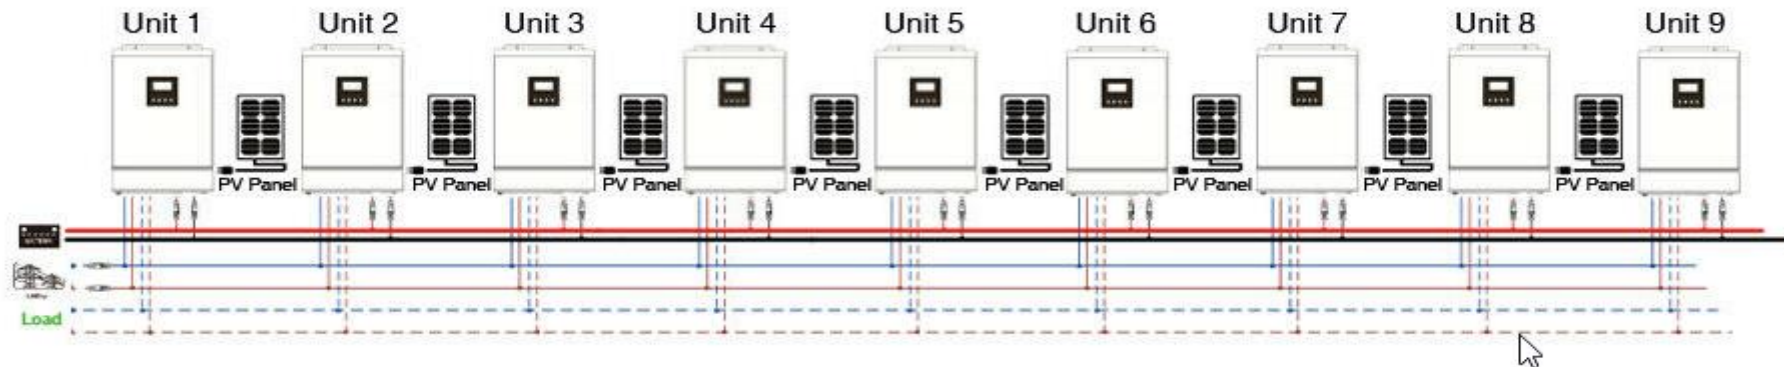 Unit 1 Unit 2 Unit 3 Unit 4 Unit 5 Unit 6 Unit 7 Unit 8 Unit 9
PV Panel PV Panel PV Panel PV Panel PV Panel PV Panel PV Panel PV Panel
Load